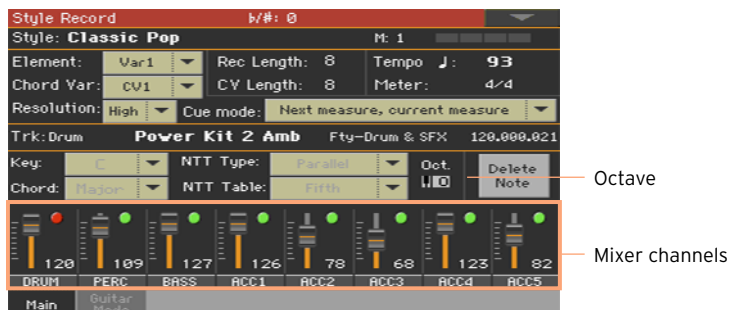 Style Record ♭/#: 0
Style: Classic Pop M: 1
Element: Var1 Rec Length: 8 Tempo ♩: 93
Chord Var: CV1 CV Length: 8 Meter: 4/4
Resolution: High Cue mode: Next measure, current measure
Trk: Drum Power Kit 2 Amb Fty-Drum & SFX 120.000.021
Key: C NTT Type: Parallel Oct. 0 Delete
Chord: Major NTT Table: Fifth Note
Octave
120 109 127 126 78 68 123 82
Mixer channels
DRUM PERC BASS ACC1 ACC2 ACC3 ACC4 ACC5
Main Guitar
Mode